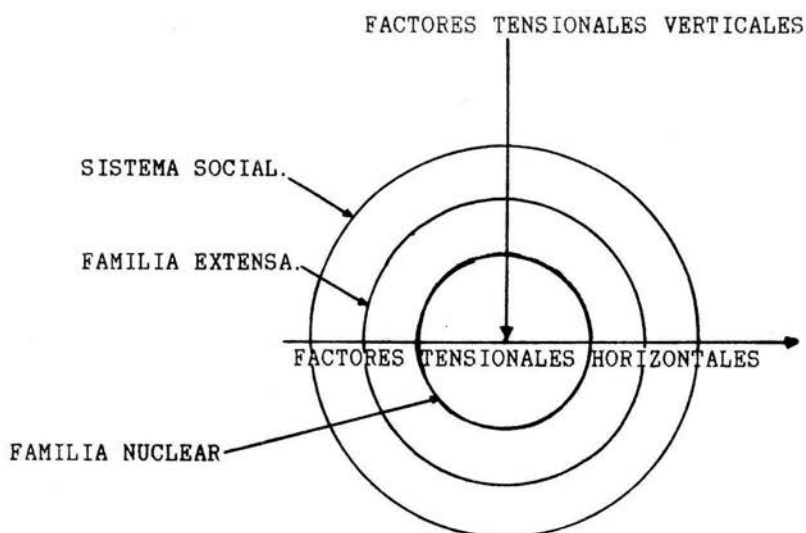 FACTORES TENSIONALES VERTICALES
SISTEMA SOCIAL.
FAMILIA EXTENSA.
FACTORES TENSIONALES HORIZONTALES
FAMILIA NUCLEAR